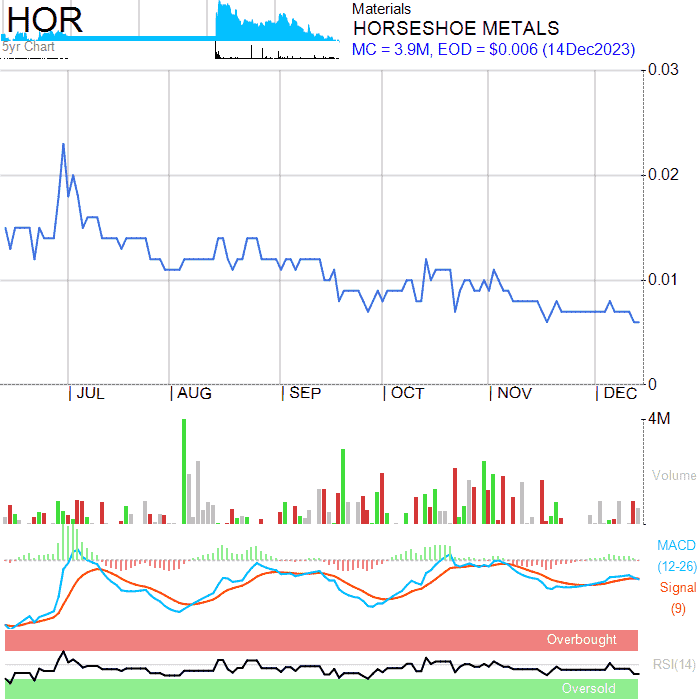 HOR
5yr Chart
Materials
HORSESHOE METALS
MC = 3.9M, EOD = $0.006 (14Dec2023)
0.03
0.02
0.01
0
JUL
AUG
SEP
OCT
NOV
DEC
4M
Volume
MACD
(12-26)
Signal
(9)
Overbought
RSI(14)
Oversold